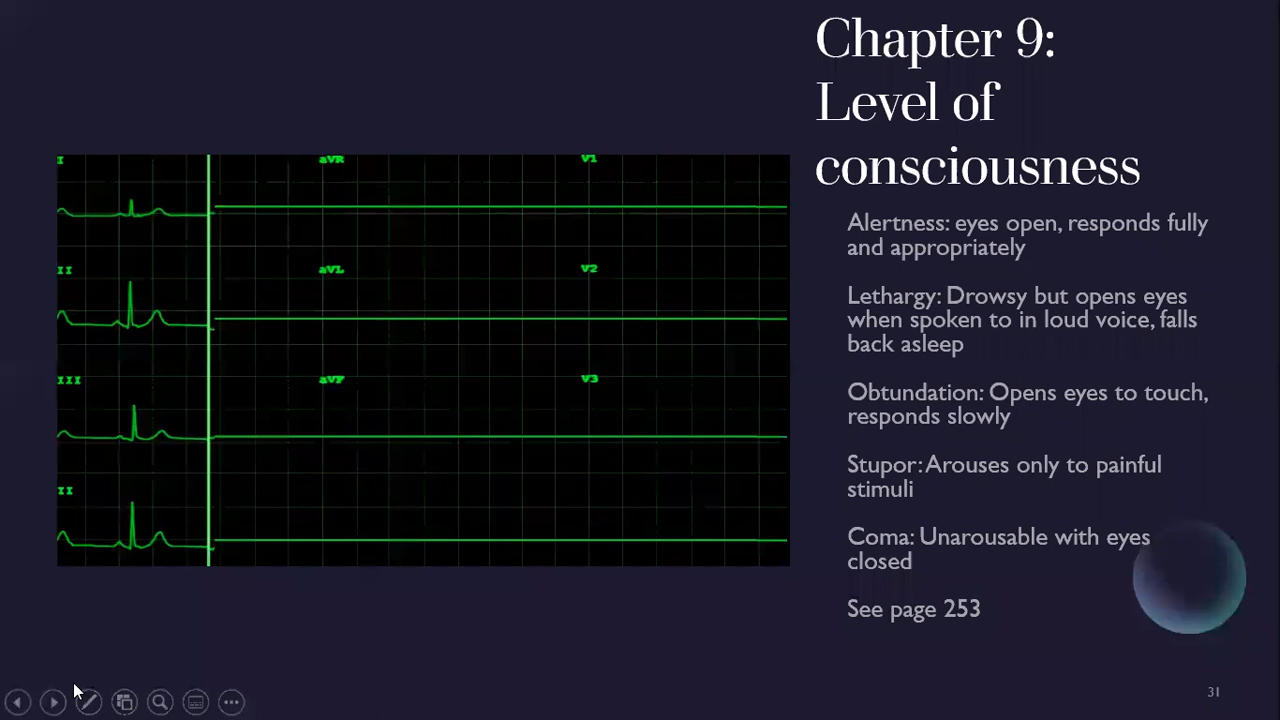 Chapter 9:
Level of
consciousness
I
aVR
V1
II
aVL
V2
III
aVF
V3
II
Alertness: eyes open, responds fully
and appropriately
Lethargy: Drowsy but opens eyes
when spoken to in loud voice, falls
back asleep
Obtundation: Opens eyes to touch,
responds slowly
Stupor: Arouses only to painful
stimuli
Coma: Unarousable with eyes
closed
See page 253
31